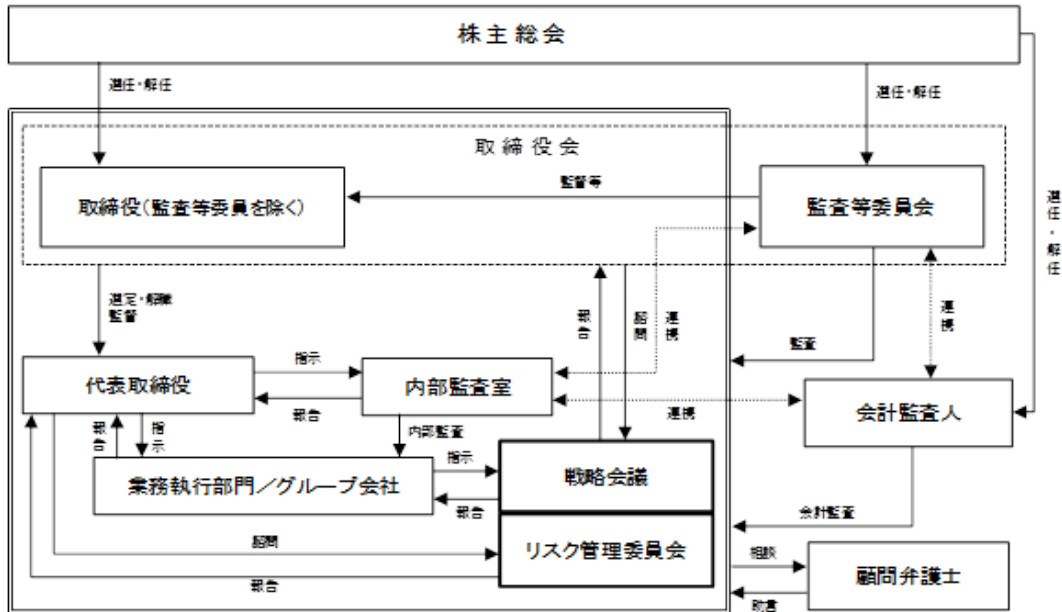 株主総会
選任・解任
選任・解任
選任・解任
取締役会
取締役(監査等委員を除く)
監督等
監査等委員会
選定・解職
監督
報告
諮問
連携
監査
連携
代表取締役
指示
報告
内部監査室
連携
会計監査人
報告
指示
内部監査
業務執行部門/グループ会社
指示
報告
戦略会議
リスク管理委員会
会計監査
諮問
報告
相談
助言
顧問弁護士